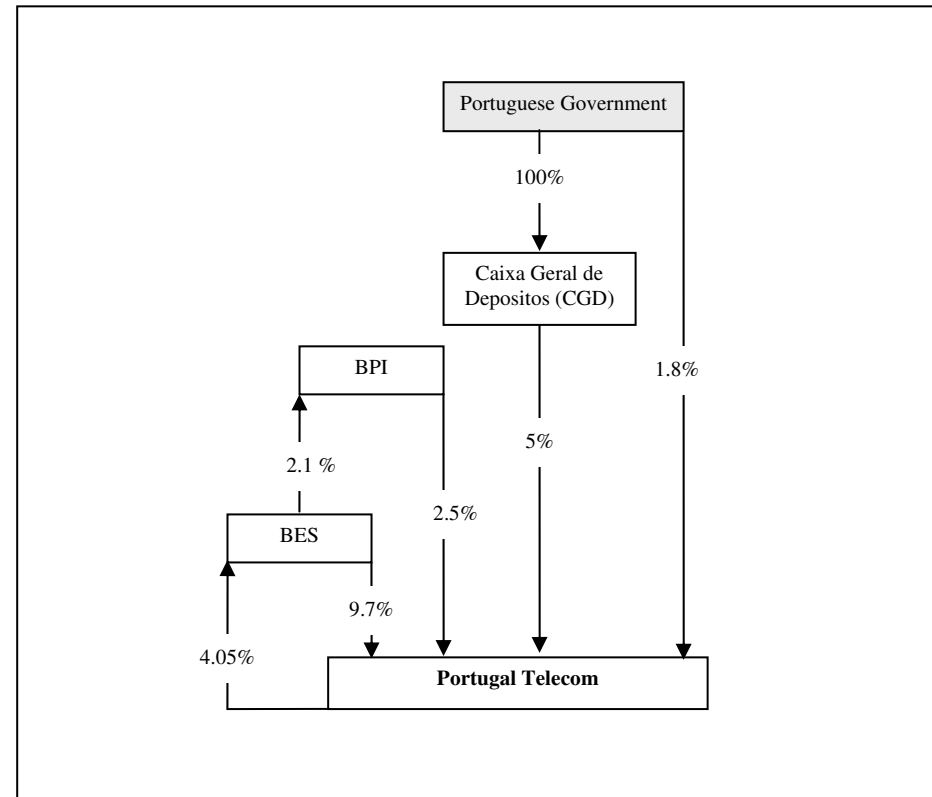 Portuguese Government
100%
Caixa Geral de
Depositos (CGD)
BPI
1.8%
5%
2.1 %
2.5%
BES
9.7%
4.05%
Portugal Telecom